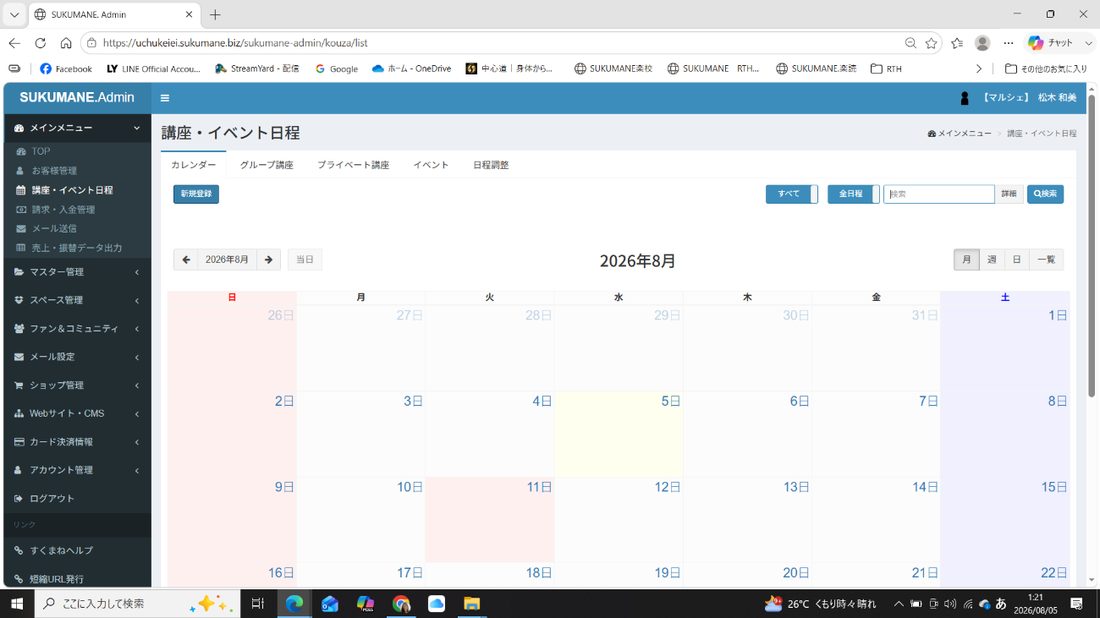 SUKUMANE. Admin
https://uchukeiei.sukumane.biz/sukumane-admin/kouza/list
チャット
Facebook
LINE Official Accou...
StreamYard - 配信
Google
ホーム - OneDrive
中心道｜身体から...
SUKUMANE楽校
SUKUMANE RTH...
SUKUMANE.楽読
RTH
その他のお気に入り
SUKUMANE.Admin
【マルシェ】 松木 和美
メインメニュー
TOP
お客様管理
講座・イベント日程
請求・入金管理
メール送信
売上・振替データ出力
マスター管理
スペース管理
ファン＆コミュニティ
メール設定
ショップ管理
Webサイト・CMS
カード決済情報
アカウント管理
ログアウト
リンク
すくまねヘルプ
短縮URL発行
講座・イベント日程
メインメニュー > 講座・イベント日程
カレンダー グループ講座 プライベート講座 イベント 日程調整
新規登録 すべて 全日程 検索 詳細 検索
2026年8月 当日 2026年8月 月 週 日 一覧
日 月 火 水 木 金 土
26日 27日 28日 29日 30日 31日 1日
2日 3日 4日 5日 6日 7日 8日
9日 10日 11日 12日 13日 14日 15日
16日 17日 18日 19日 20日 21日 22日
ここに入力して検索
26°C くもり時々晴れ
あ
1:21
2026/08/05